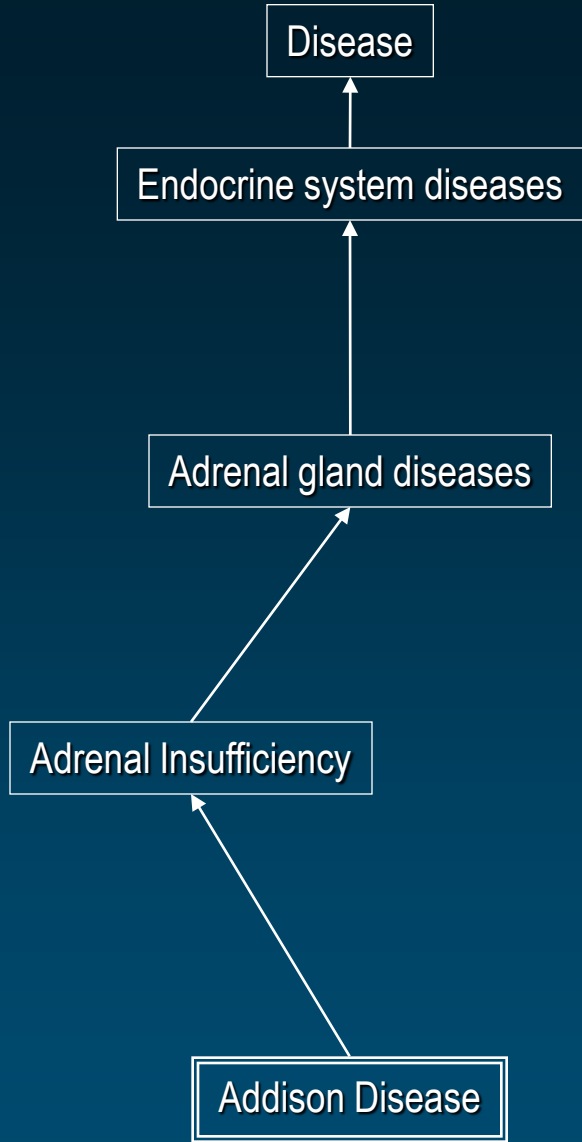 Disease
Endocrine system diseases
Adrenal gland diseases
Adrenal Insufficiency
Addison Disease